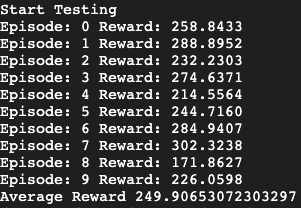 Start Testing
Episode: 0 Reward: 258.8433
Episode: 1 Reward: 288.8952
Episode: 2 Reward: 232.2303
Episode: 3 Reward: 274.6371
Episode: 4 Reward: 214.5564
Episode: 5 Reward: 244.7160
Episode: 6 Reward: 284.9407
Episode: 7 Reward: 302.3238
Episode: 8 Reward: 171.8627
Episode: 9 Reward: 226.0598
Average Reward 249.90653072303297